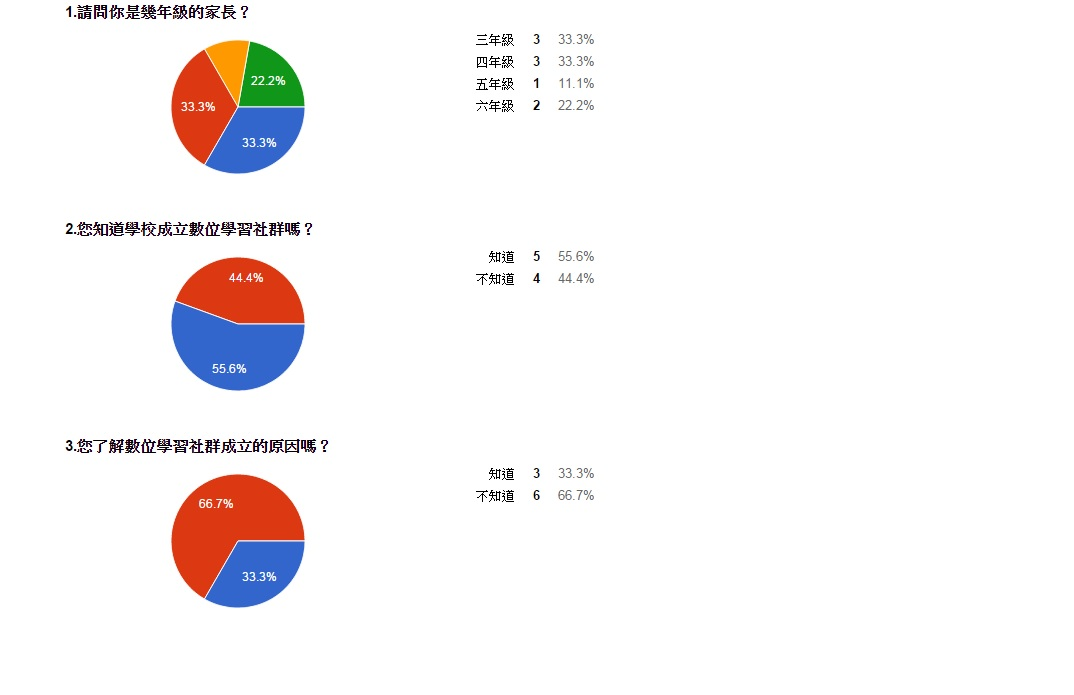 1.請問你是幾年級的家長？
三年級 3 33.3%
四年級 3 33.3%
五年級 1 11.1%
六年級 2 22.2%
22.2%
33.3%
33.3%
2.您知道學校成立數位學習社群嗎？
知道 5 55.6%
不知道 4 44.4%
44.4%
55.6%
3.您了解數位學習社群成立的原因嗎？
知道 3 33.3%
不知道 6 66.7%
66.7%
33.3%